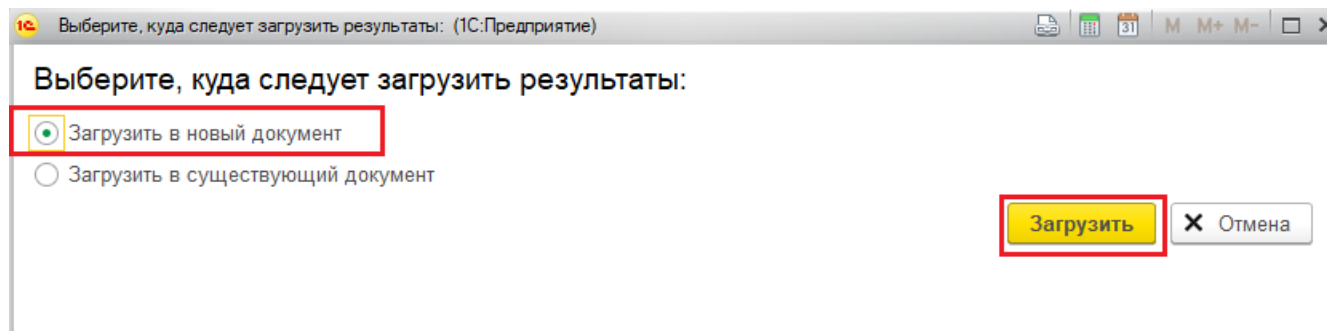 1С Выберите, куда следует загрузить результаты: (1С:Предприятие) 31 M M+ M-
Выберите, куда следует загрузить результаты:
Загрузить в новый документ
Загрузить в существующий документ
Загрузить Отмена